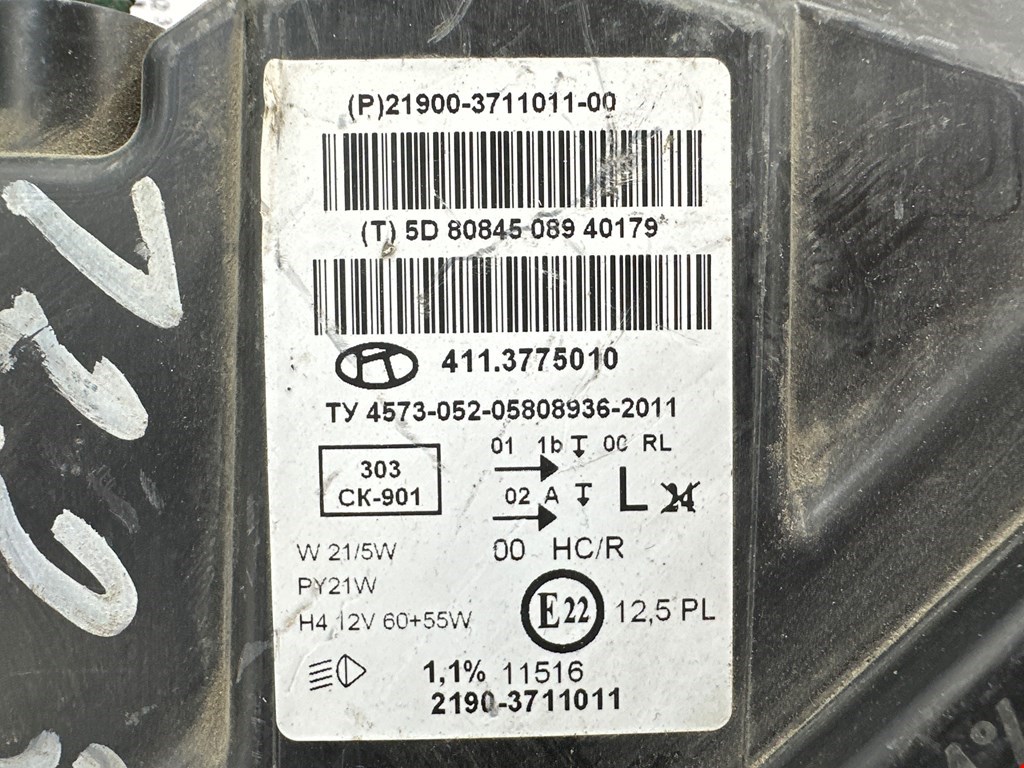 (P)21900-3711011-00
(T) 5D 80845 089 40179*
411.3775010
ТУ 4573-052-05808936-2011
303
СК-901
01 1b 00 RL
02 A L 24
00 HC/R
W 21/5W
PY21W
H4 12V 60+55W
E22 12,5 PL
1,1% 11516
2190-3711011